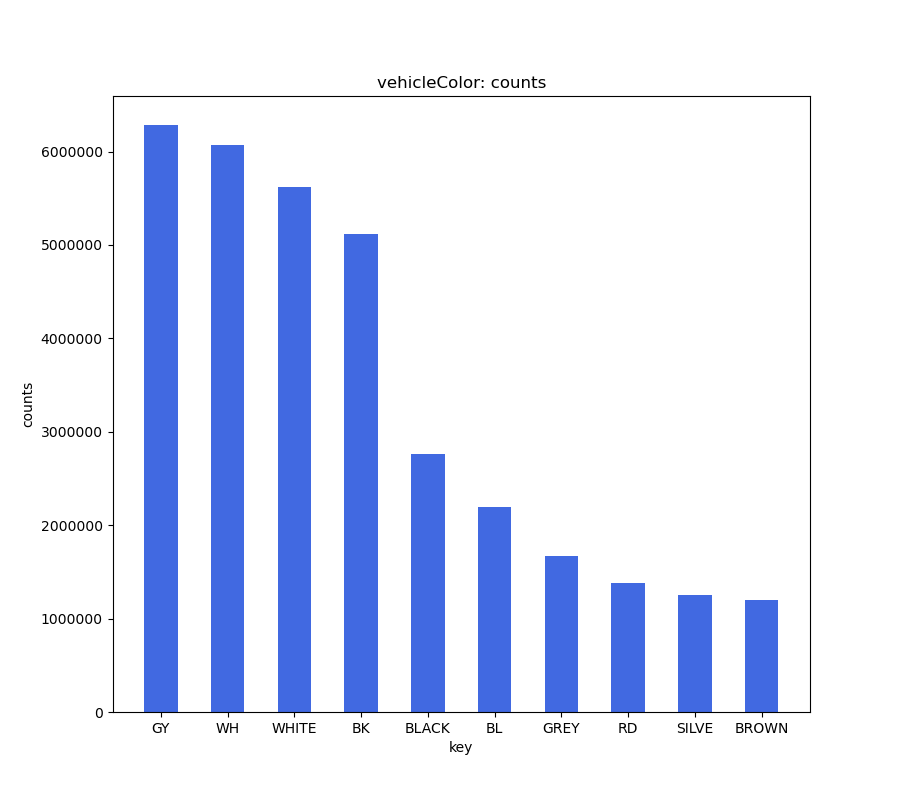 vehicleColor: counts
6000000
5000000
4000000
3000000
2000000
1000000
0
counts
GY WH WHITE BK BLACK BL GREY RD SILVE BROWN
key